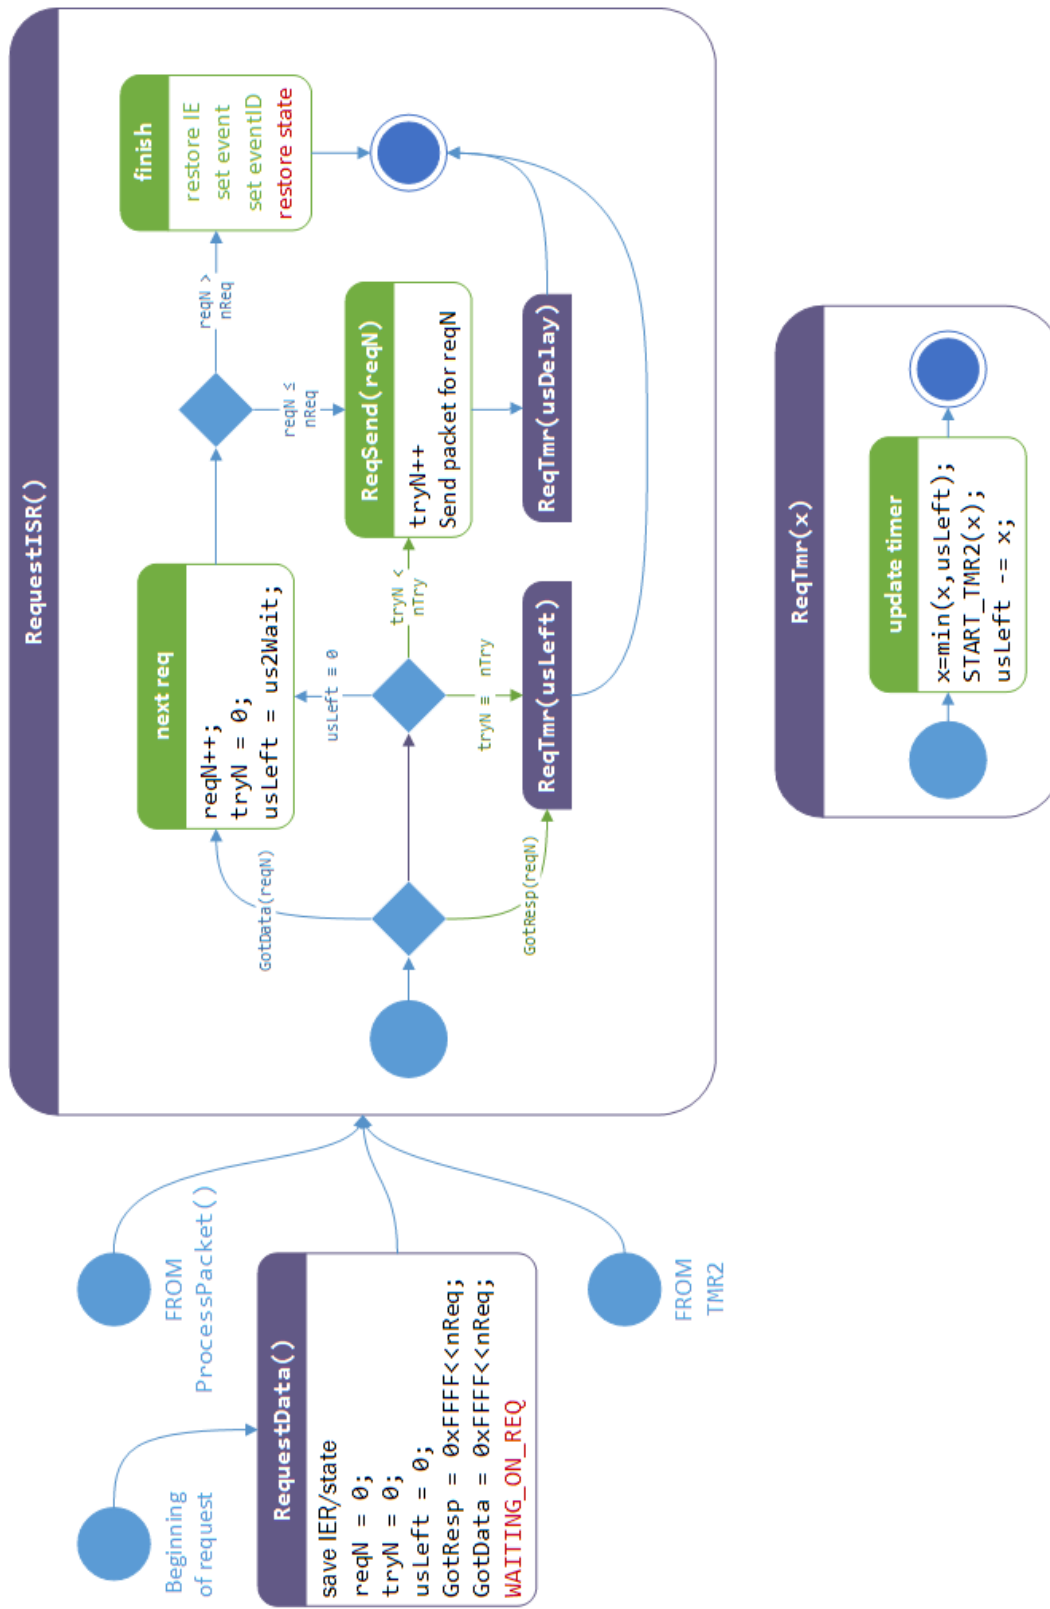 Beginning
of request
RequestData()
save IER/state
reqN = 0;
tryN = 0;
usLeft = 0;
GotResp = 0xFFFF<<nReq;
GotData = 0xFFFF<<nReq;
WAITING_ON_REQ
FROM
ProcessPacket()
FROM
TMR2
RequestISR()
GotData(reqN)
GotResp(reqN)
next req
reqN++;
tryN = 0;
usLeft = us2Wait;
usLeft ≡ 0
tryN ≡ nTry
tryN <
nTry
ReqTmr(usLeft)
reqN >
nReq
reqN ≤
nReq
ReqSend(reqN)
tryN++
Send packet for reqN
ReqTmr(usDelay)
finish
restore IE
set event
set eventID
restore state
ReqTmr(x)
update timer
x=min(x,usLeft);
START_TMR2(x);
usLeft -= x;